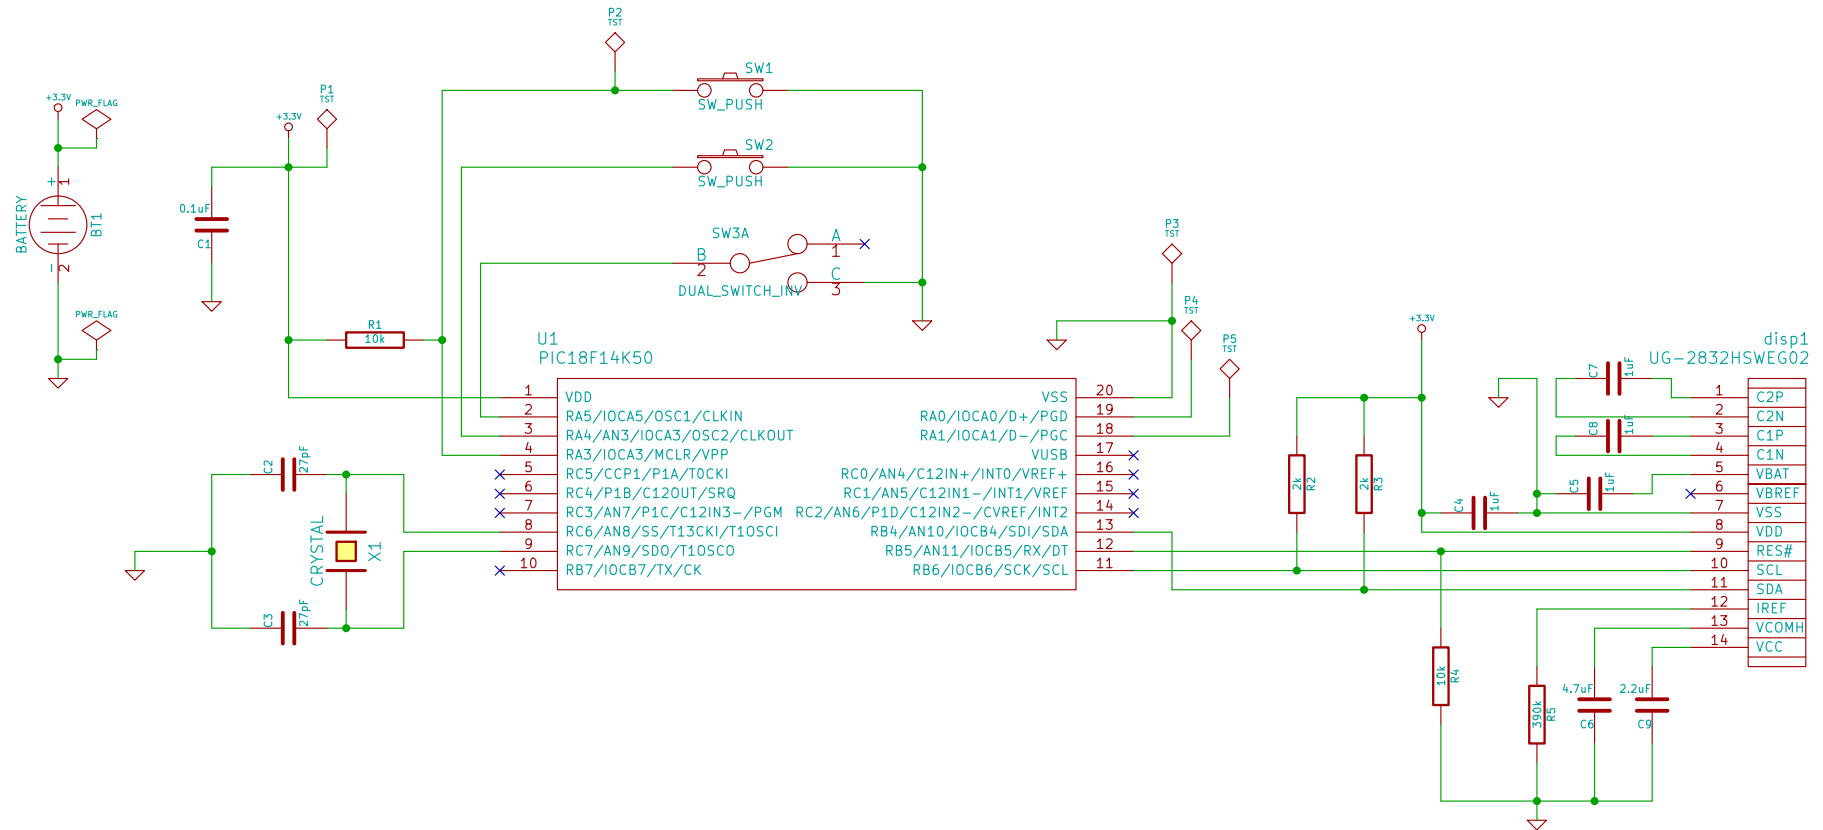 P2
TST
SW1
SW_PUSH
+3.3V
PWR_FLAG
P1
TST
+3.3V
SW2
SW_PUSH
+
1
BATTERY
BT1
-
2
0.1uF
C1
SW3A
A
1
B
2
C
3
DUAL_SWITCH_INV
P3
TST
P4
TST
P5
TST
PWR_FLAG
R1
10k
U1
PIC18F14K50
1 VDD
2 RA5/IOCA5/OSC1/CLKIN
3 RA4/AN3/IOCA3/OSC2/CLKOUT
4 RA3/IOCA3/MCLR/VPP
5 RC5/CCP1/P1A/T0CKI
6 RC4/P1B/C12OUT/SRQ
7 RC3/AN7/P1C/C12IN3-/PGM
8 RC6/AN8/SS/T13CKI/T1OSCI
9 RC7/AN9/SDO/T1OSCO
10 RB7/IOCB7/TX/CK
VSS 20
RA0/IOCA0/D+/PGD 19
RA1/IOCA1/D-/PGC 18
VUSB 17
RC0/AN4/C12IN+/INT0/VREF+ 16
RC1/AN5/C12IN1-/INT1/VREF 15
RC2/AN6/P1D/C12IN2-/CVREF/INT2 14
RB4/AN10/IOCB4/SDI/SDA 13
RB5/AN11/IOCB5/RX/DT 12
RB6/IOCB6/SCK/SCL 11
C2
27pF
CRYSTAL
X1
C3
27pF
2k
R2
2k
R3
+3.3V
C4
1uF
C5
1uF
C7
1uF
C8
1uF
disp1
UG-2832HSWEG02
1 C2P
2 C2N
3 C1P
4 C1N
5 VBAT
6 VBREF
7 VSS
8 VDD
9 RES#
10 SCL
11 SDA
12 IREF
13 VCOMH
14 VCC
10k
R4
390k
R5
4.7uF
C6
2.2uF
C9